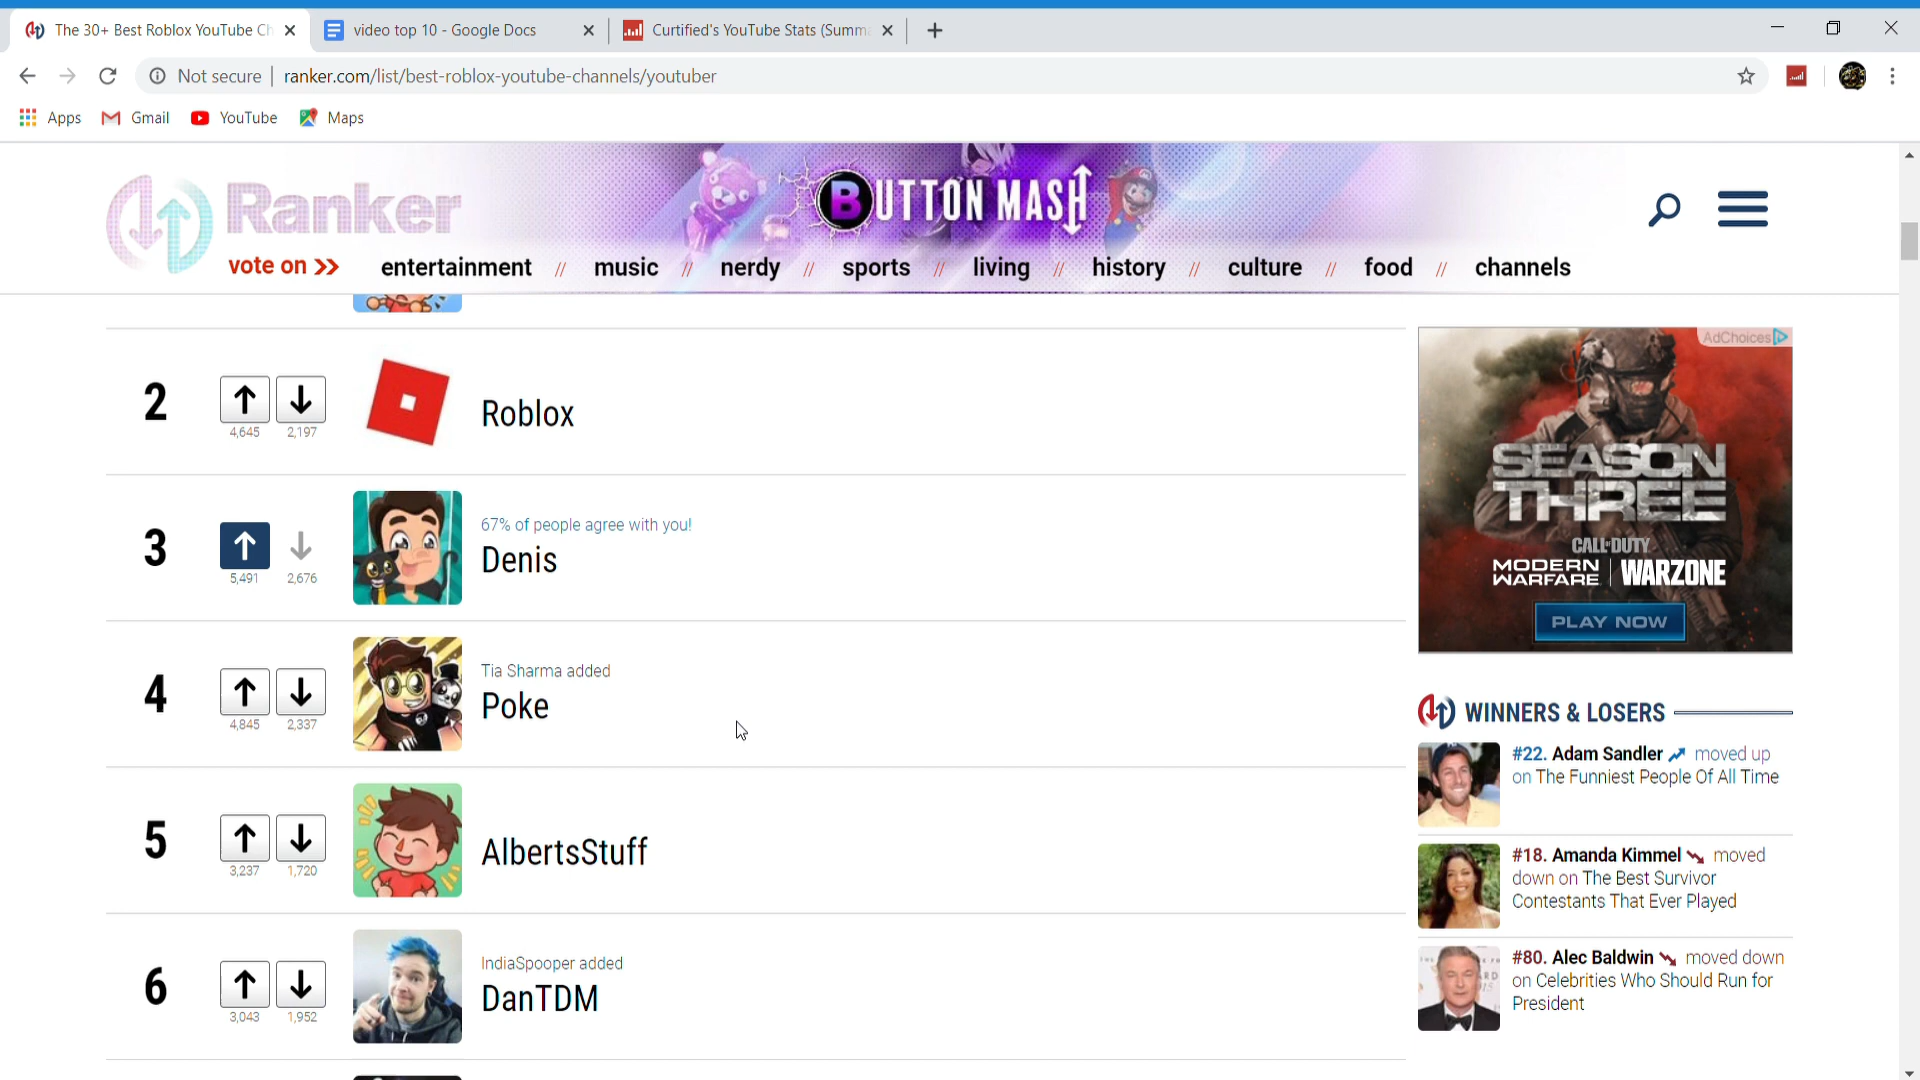 The 30+ Best Roblox YouTube Ch
video top 10 - Google Docs
Curtified's YouTube Stats (Summa
Not secure
ranker.com/list/best-roblox-youtube-channels/youtuber
Apps
Gmail
YouTube
Maps
Ranker
BUTTON MASH
vote on >>
entertainment // music // nerdy // sports // living // history // culture // food // channels
2
4,645
2,197
Roblox
3
5,491
2,676
67% of people agree with you!
Denis
4
4,845
2,337
Tia Sharma added
Poke
5
3,237
1,720
AlbertsStuff
6
3,043
1,952
IndiaSpooper added
DanTDM
AdChoices
SEASON
THREE
CALL OF DUTY
MODERN
WARFARE
WARZONE
PLAY NOW
WINNERS & LOSERS
#22. Adam Sandler moved up
on The Funniest People Of All Time
#18. Amanda Kimmel moved
down on The Best Survivor
Contestants That Ever Played
#80. Alec Baldwin moved down
on Celebrities Who Should Run for
President